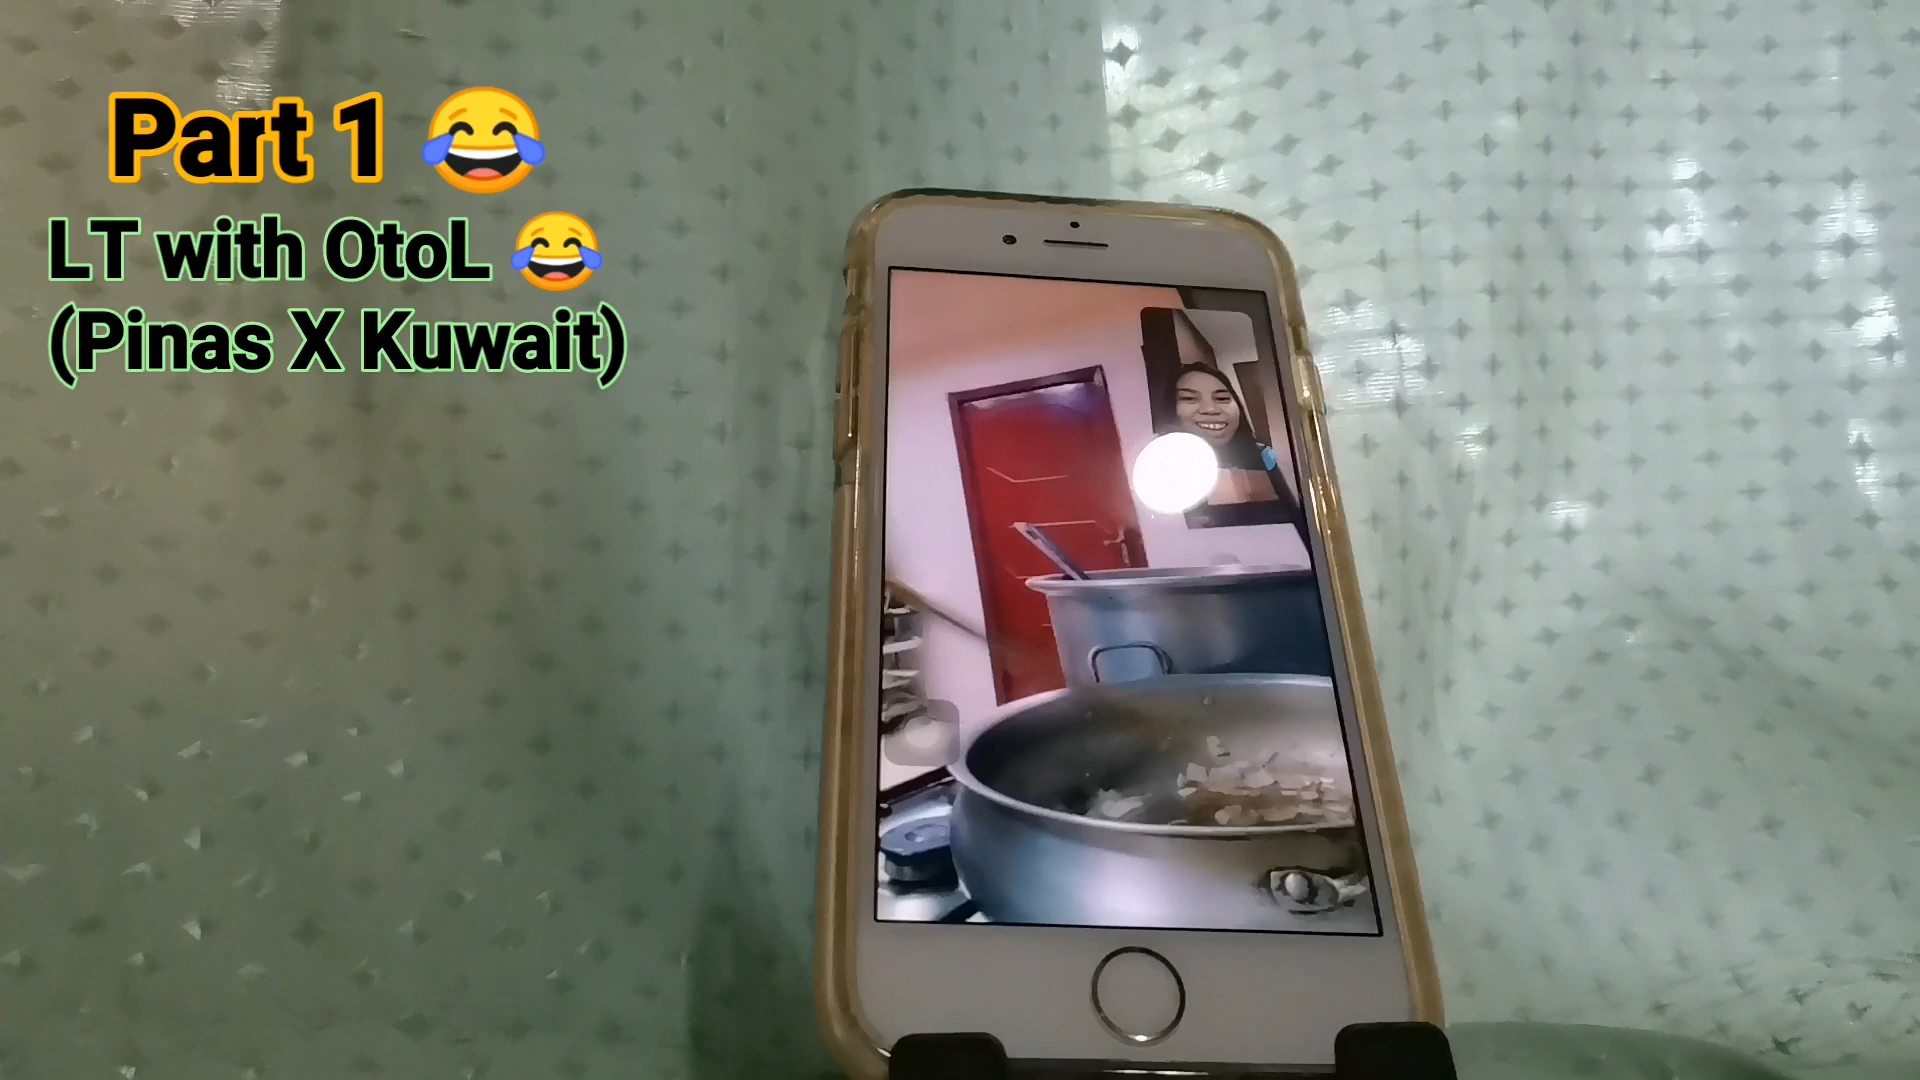 Part 1 😂
LT with OtoL 😂
(Pinas X Kuwait)